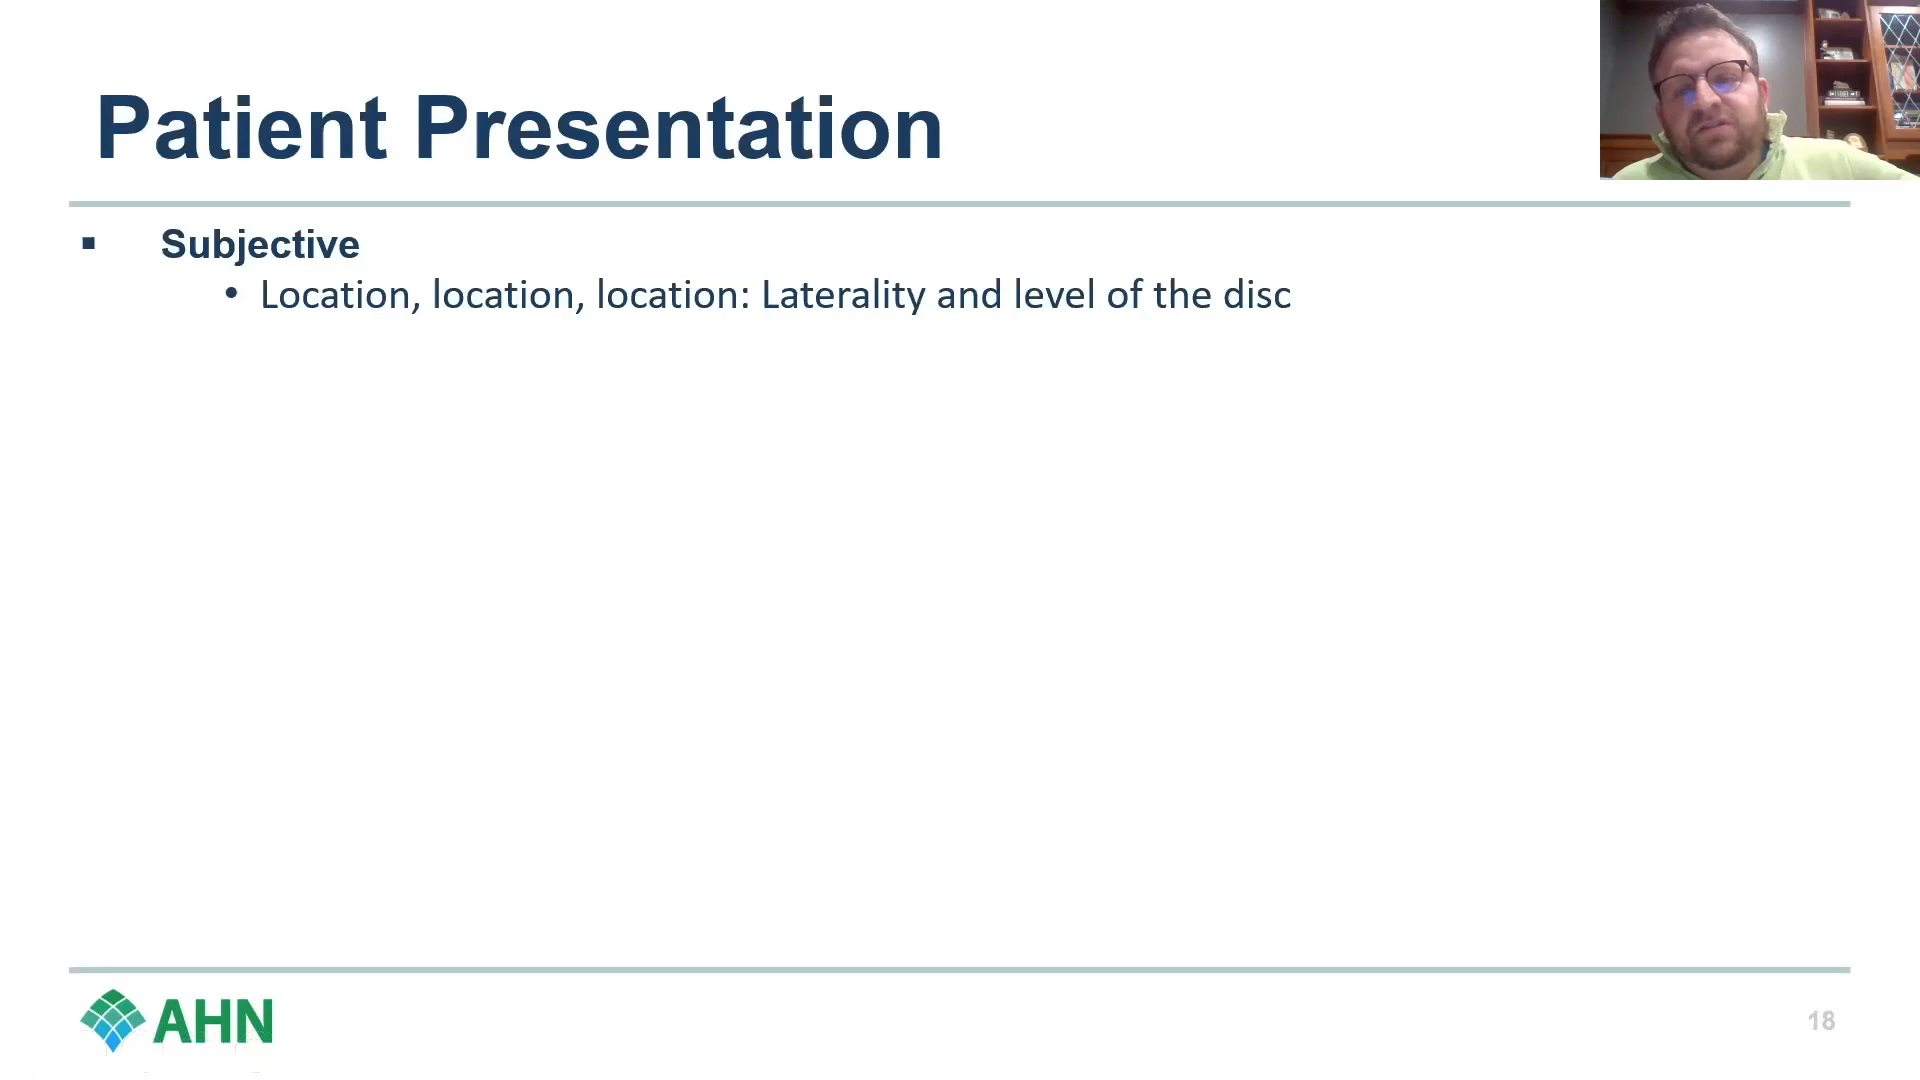 Patient Presentation
▪ Subjective
• Location, location, location: Laterality and level of the disc
AHN
18